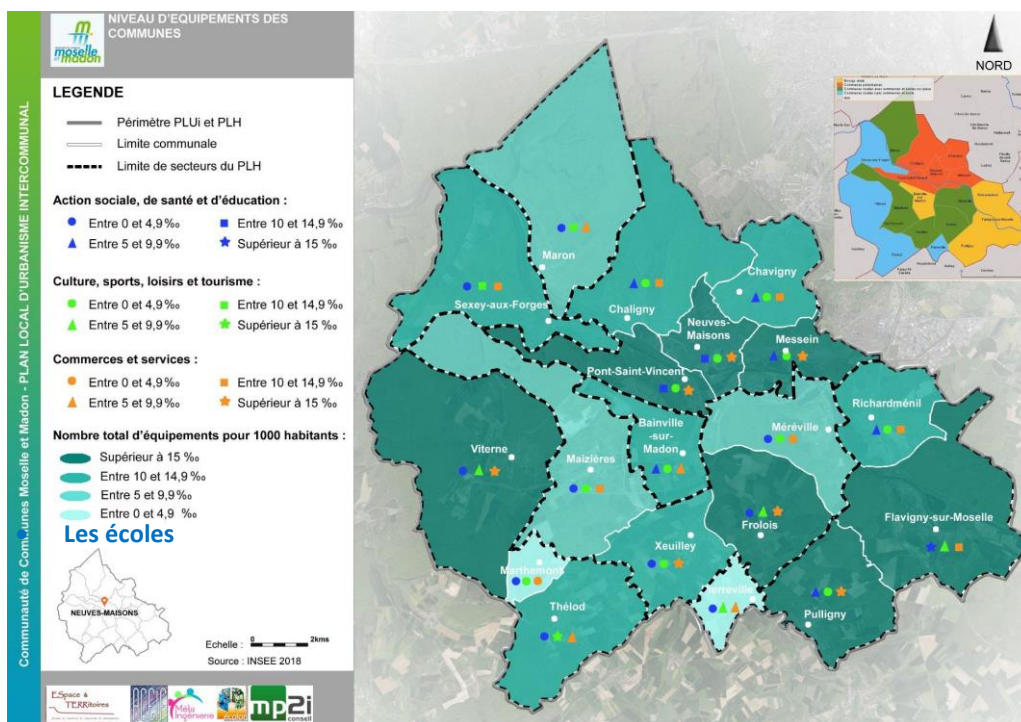 NIVEAU D'EQUIPEMENTS DES
COMMUNES
moselle
et
madon
Communauté de Communes Moselle et Madon - PLAN LOCAL D'URBANISME INTERCOMMUNAL
LEGENDE
Périmètre PLUi et PLH
Limite communale
Limite de secteurs du PLH
Action sociale, de santé et d'éducation :
Entre 0 et 4,9‰ Entre 10 et 14,9‰
Entre 5 et 9,9‰ Supérieur à 15 ‰
Culture, sports, loisirs et tourisme :
Entre 0 et 4,9‰ Entre 10 et 14,9‰
Entre 5 et 9,9‰ Supérieur à 15 ‰
Commerces et services :
Entre 0 et 4,9‰ Entre 10 et 14,9‰
Entre 5 et 9,9‰ Supérieur à 15 ‰
Nombre total d'équipements pour 1000 habitants :
Supérieur à 15 ‰
Entre 10 et 14,9‰
Entre 5 et 9,9‰
Entre 0 et 4,9 ‰
Les écoles
NEUVES-MAISONS
Echelle : 0 2kms
Source : INSEE 2018
ESpace &
TERRitoires
Mélu
Ingénierie
mp2i
conseil
NORD
Maron
Sexey-aux-Forges
Chaligny
Chavigny
Neuves-
Maisons
Messein
Pont-Saint-Vincent
Richardménil
Bainville
-sur-
Madon
Méréville
Viterne
Maizières
Frolois
Flavigny-sur-Moselle
Xeuilley
Marthemont
Thélod
Pierreville
Pulligny